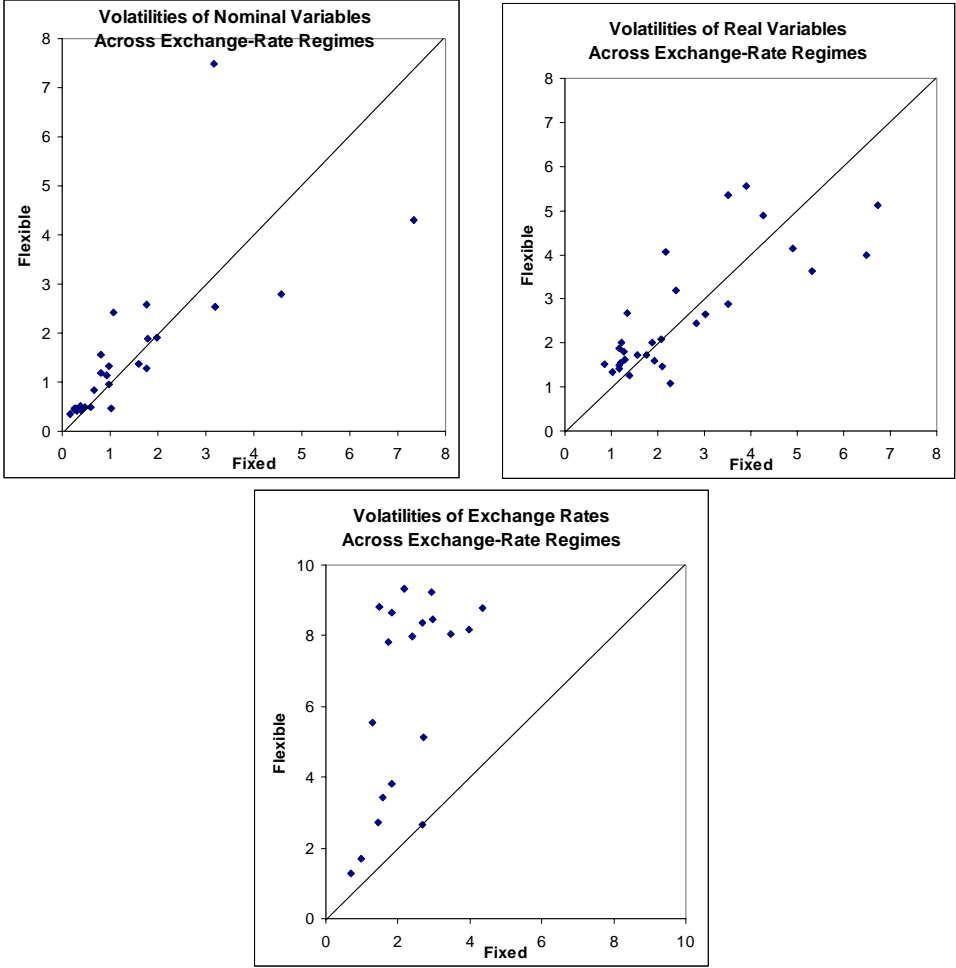 Volatilities of Nominal Variables
Across Exchange-Rate Regimes
8
7
6
5
4
3
2
1
0
Flexible
0 1 2 3 4 5 6 7 8
Fixed
Volatilities of Real Variables
Across Exchange-Rate Regimes
8
7
6
5
4
3
2
1
0
Flexible
0 1 2 3 4 5 6 7 8
Fixed
Volatilities of Exchange Rates
Across Exchange-Rate Regimes
10
8
6
4
2
0
Flexible
0 2 4 6 8 10
Fixed